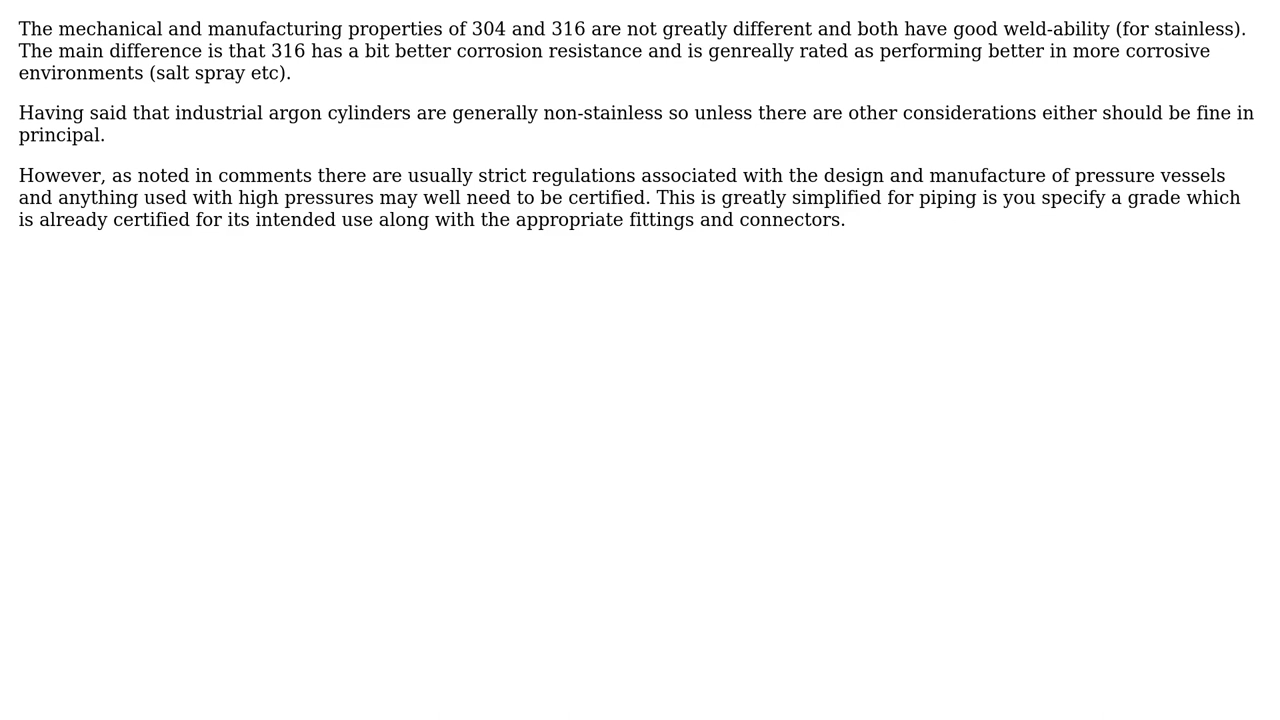 The mechanical and manufacturing properties of 304 and 316 are not greatly different and both have good weld-ability (for stainless).
The main difference is that 316 has a bit better corrosion resistance and is genreally rated as performing better in more corrosive
environments (salt spray etc).
Having said that industrial argon cylinders are generally non-stainless so unless there are other considerations either should be fine in
principal.
However, as noted in comments there are usually strict regulations associated with the design and manufacture of pressure vessels
and anything used with high pressures may well need to be certified. This is greatly simplified for piping is you specify a grade which
is already certified for its intended use along with the appropriate fittings and connectors.